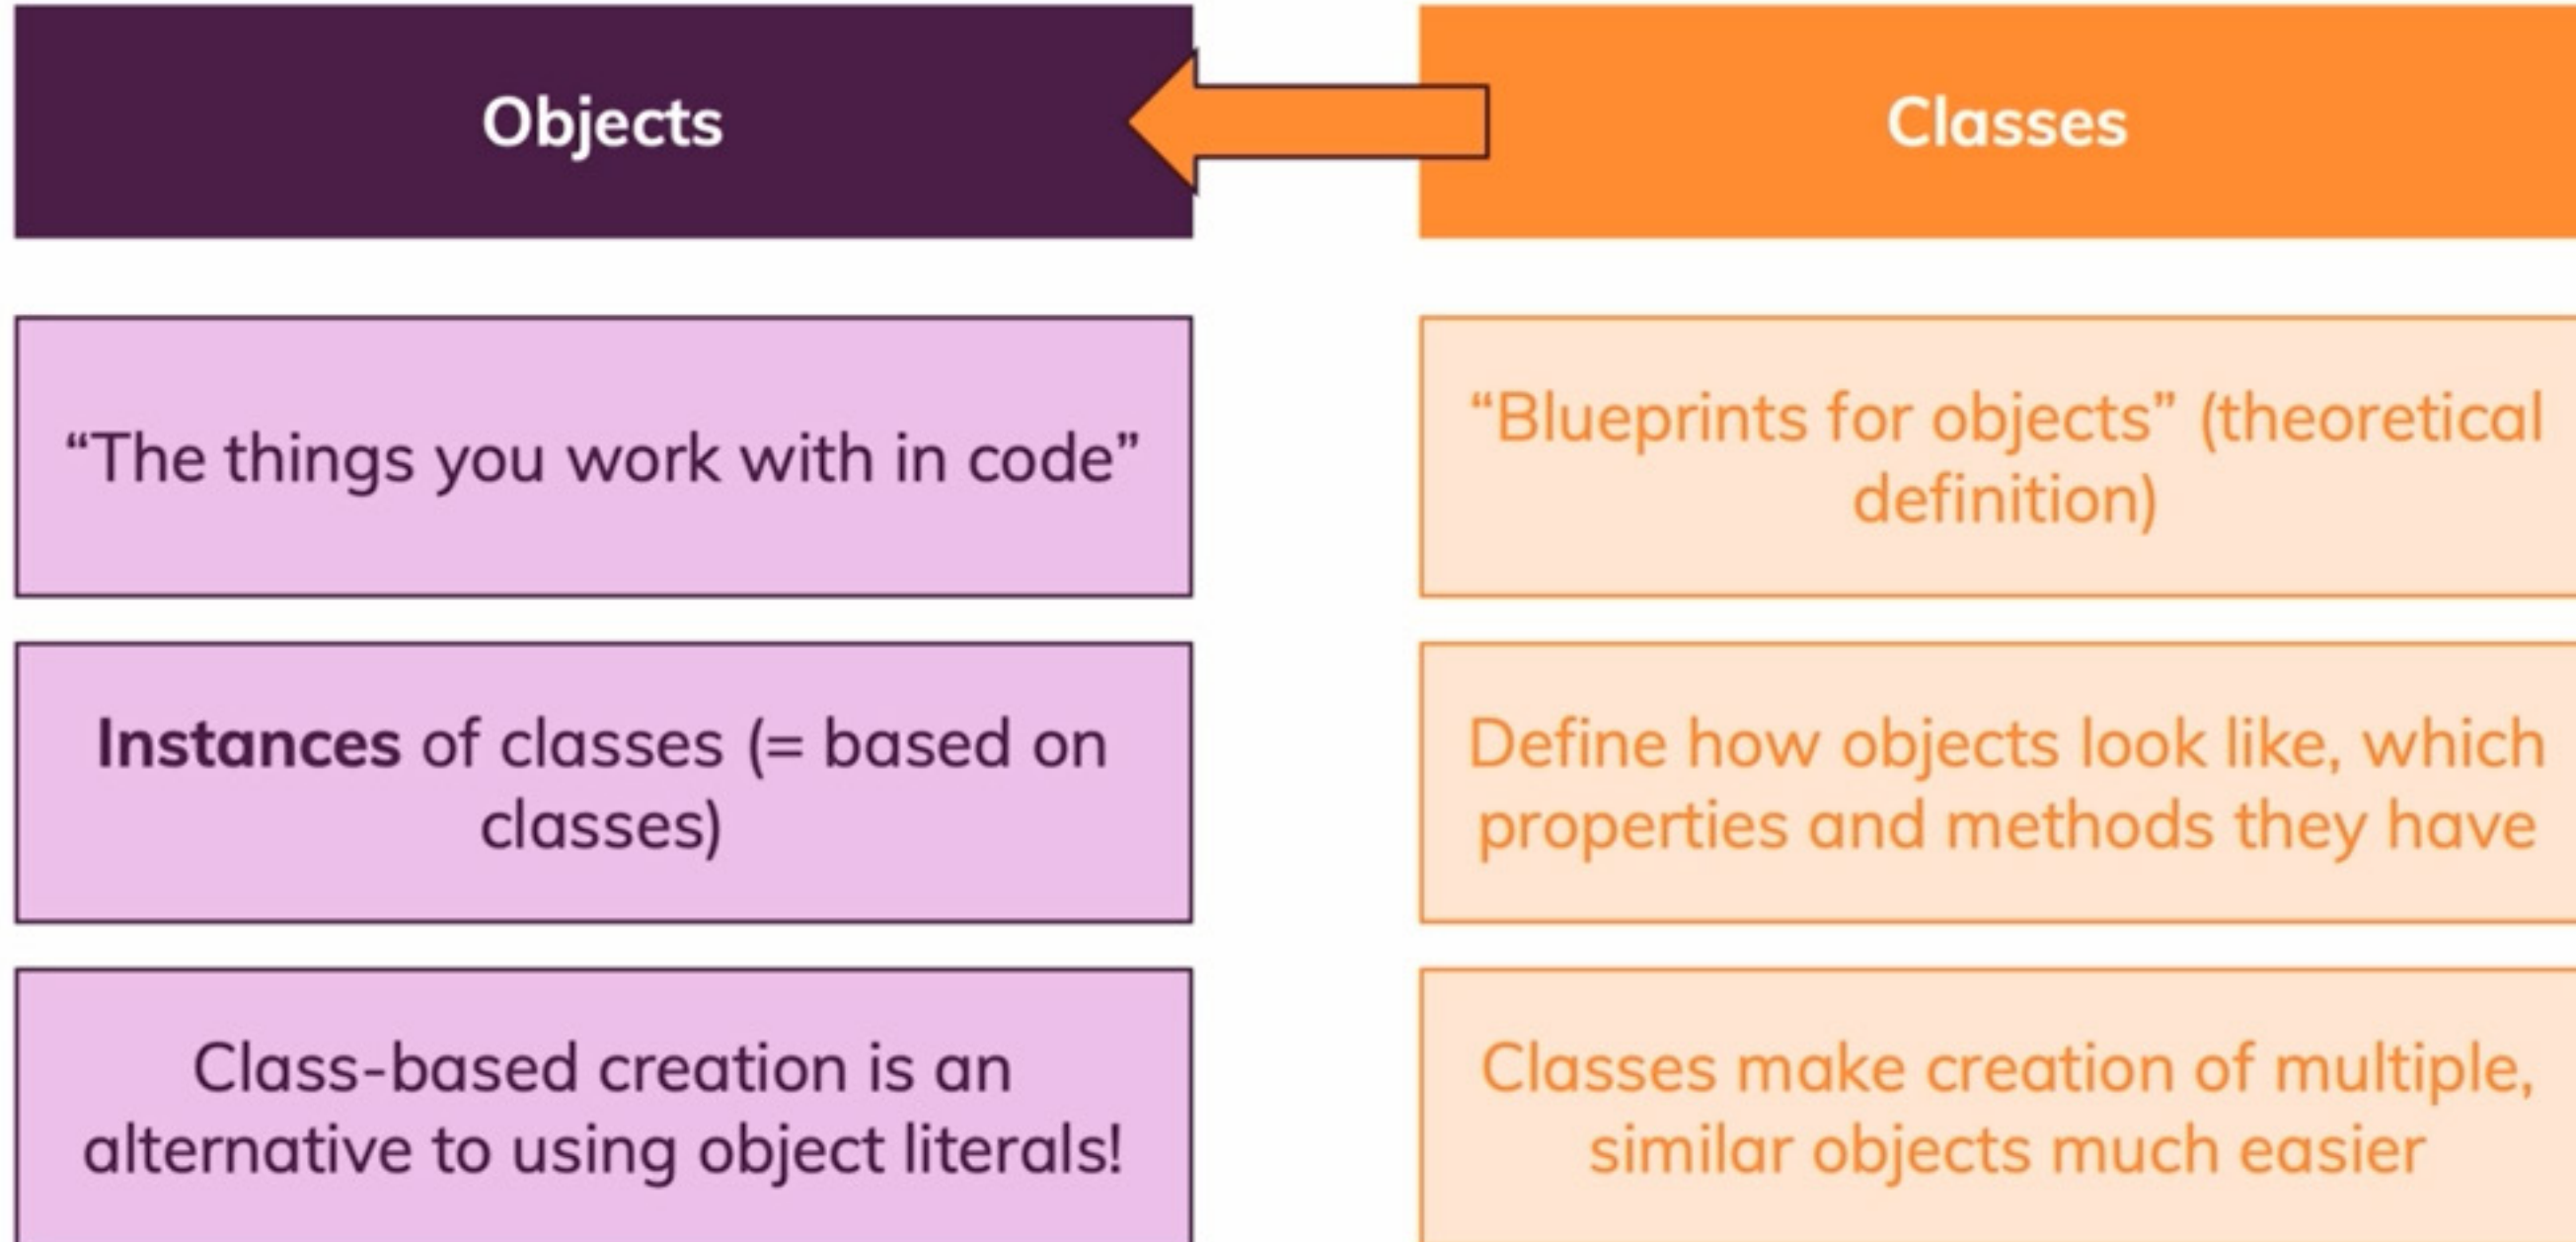 Objects
Classes
“The things you work with in code”
“Blueprints for objects” (theoretical
definition)
Instances of classes (= based on
classes)
Define how objects look like, which
properties and methods they have
Class-based creation is an
alternative to using object literals!
Classes make creation of multiple,
similar objects much easier